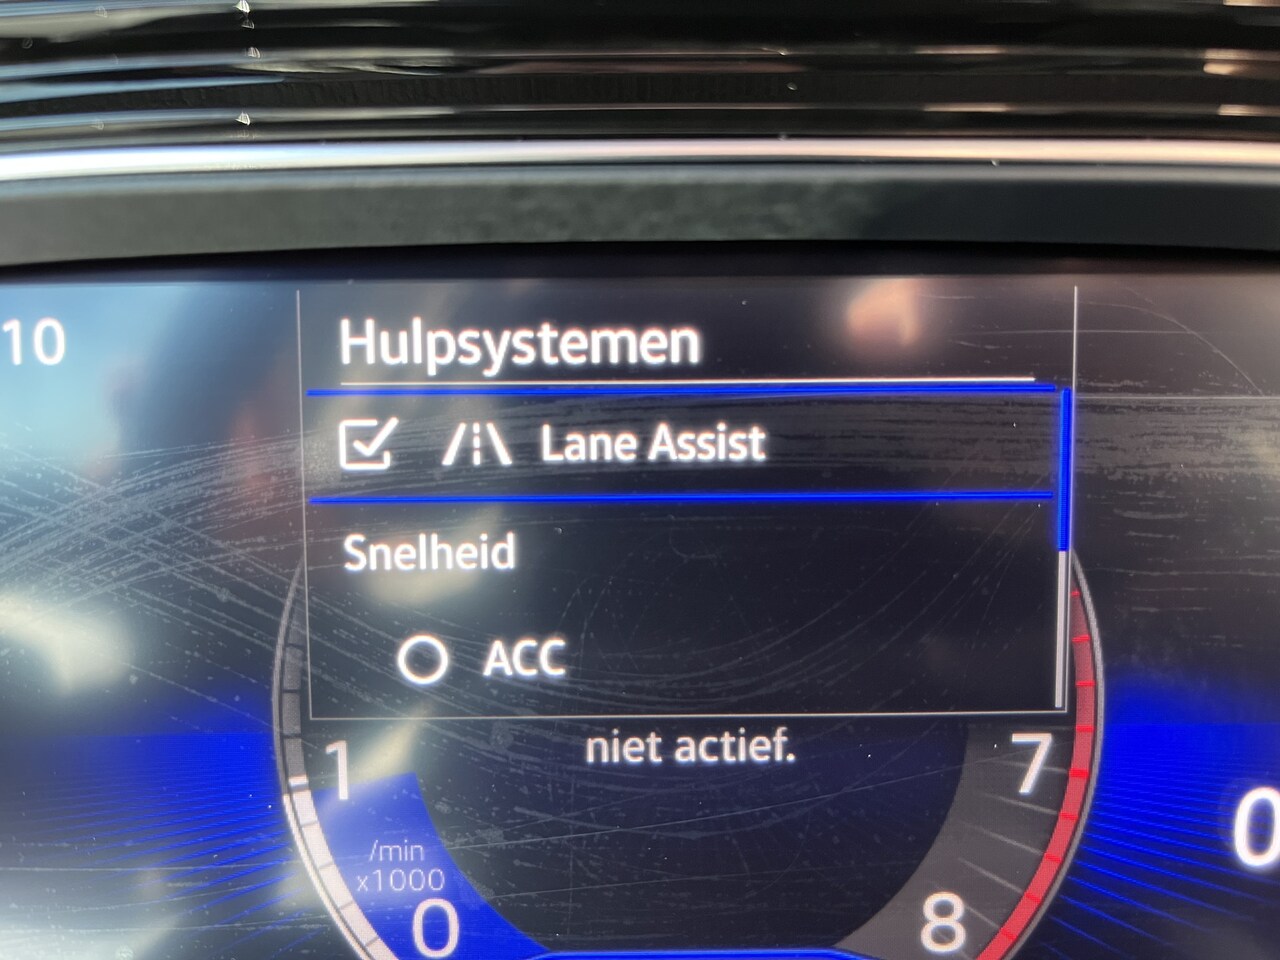 10
Hulpsystemen
Lane Assist
Snelheid
ACC
niet actief.
1
7
/min
x1000
0
8
0